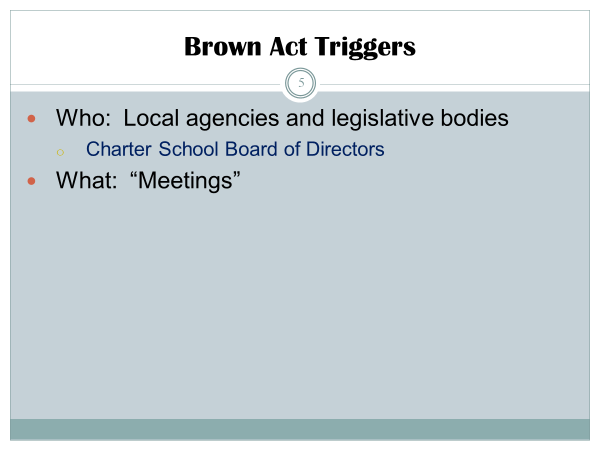 Brown Act Triggers
5
Who: Local agencies and legislative bodies
Charter School Board of Directors
What: “Meetings”